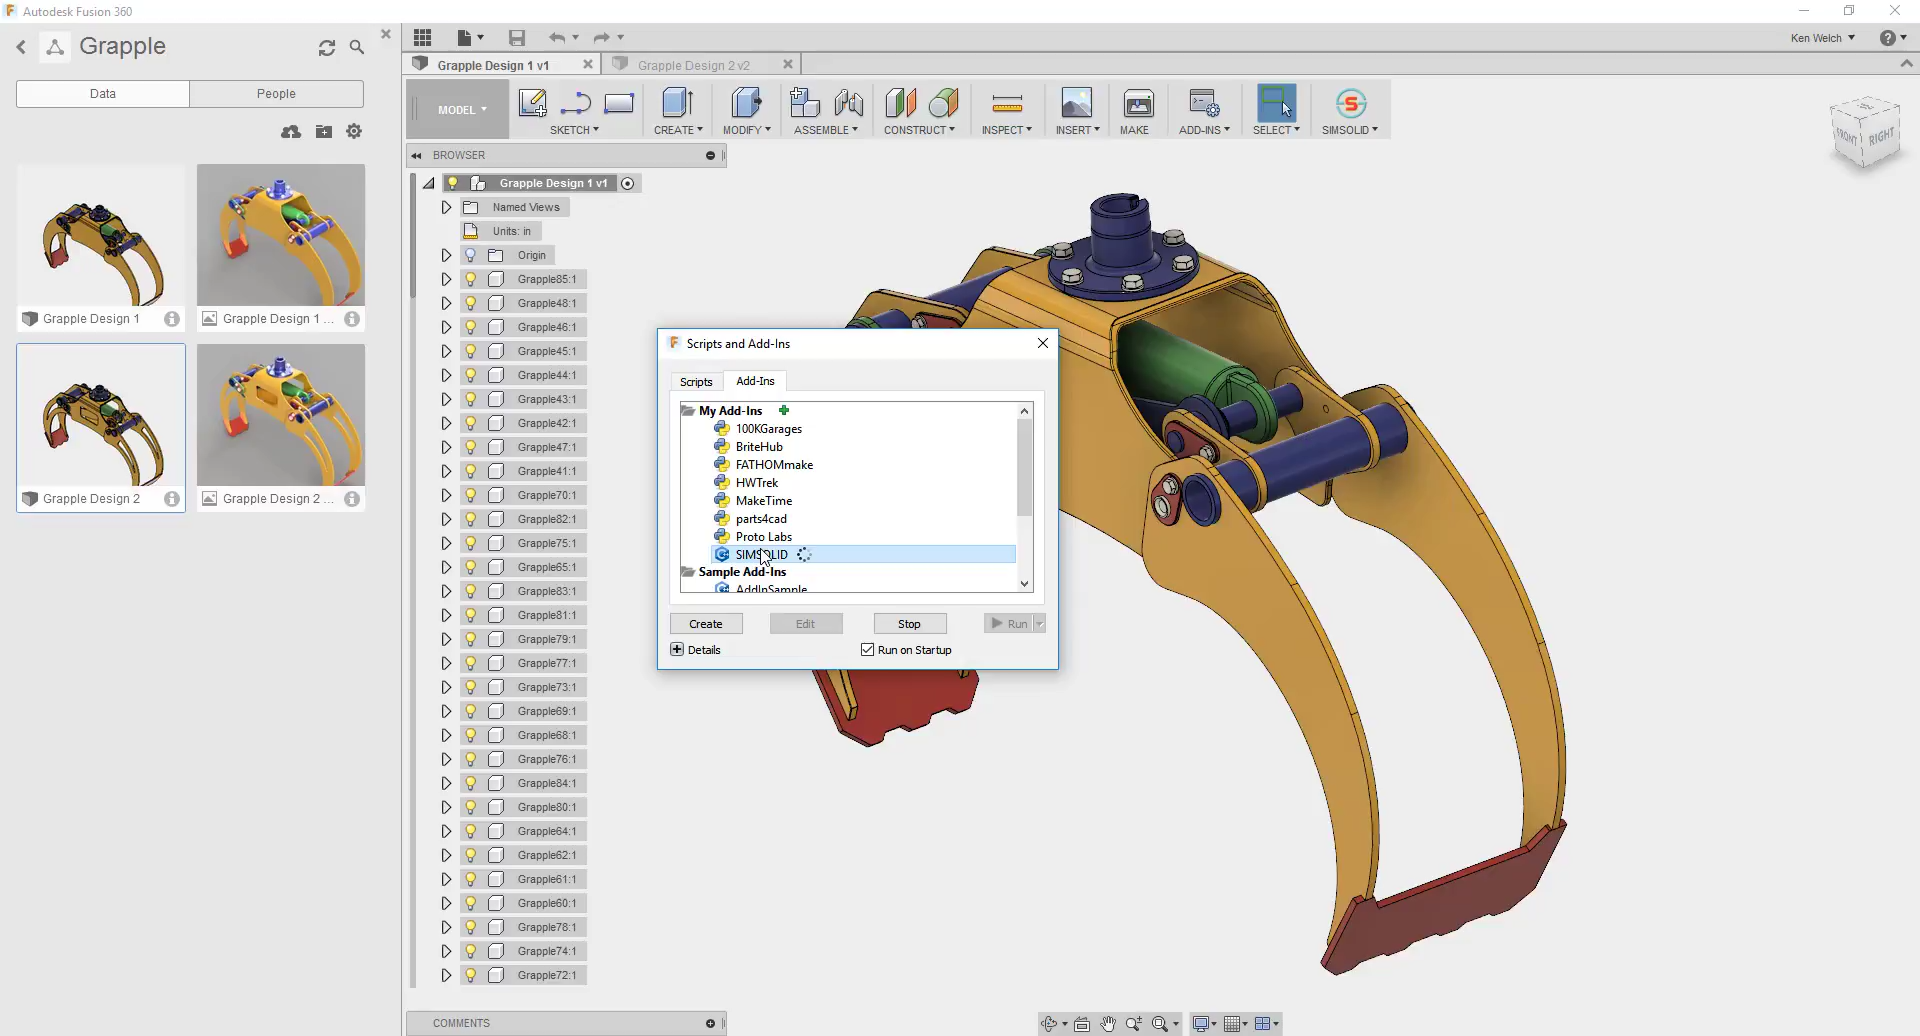 Autodesk Fusion 360
Grapple
Data
People
Grapple Design 1
Grapple Design 1 ...
Grapple Design 2
Grapple Design 2 ...
Ken Welch
Grapple Design 1 v1
Grapple Design 2 v2
MODEL
SKETCH
CREATE
MODIFY
ASSEMBLE
CONSTRUCT
INSPECT
INSERT
MAKE
ADD-INS
SELECT
SIMSOLID
FRONT
RIGHT
BROWSER
Grapple Design 1 v1
Named Views
Units: in
Origin
Grapple85:1
Grapple48:1
Grapple46:1
Grapple45:1
Grapple44:1
Grapple43:1
Grapple42:1
Grapple47:1
Grapple41:1
Grapple70:1
Grapple82:1
Grapple75:1
Grapple65:1
Grapple83:1
Grapple81:1
Grapple79:1
Grapple77:1
Grapple73:1
Grapple69:1
Grapple68:1
Grapple76:1
Grapple84:1
Grapple80:1
Grapple64:1
Grapple62:1
Grapple61:1
Grapple60:1
Grapple78:1
Grapple74:1
Grapple72:1
Scripts and Add-Ins
Scripts
Add-Ins
My Add-Ins
100KGarages
BriteHub
FATHOMmake
HWTrek
MakeTime
parts4cad
Proto Labs
SIMSOLID
Sample Add-Ins
AddInSample
Create
Edit
Stop
Run
Details
Run on Startup
COMMENTS